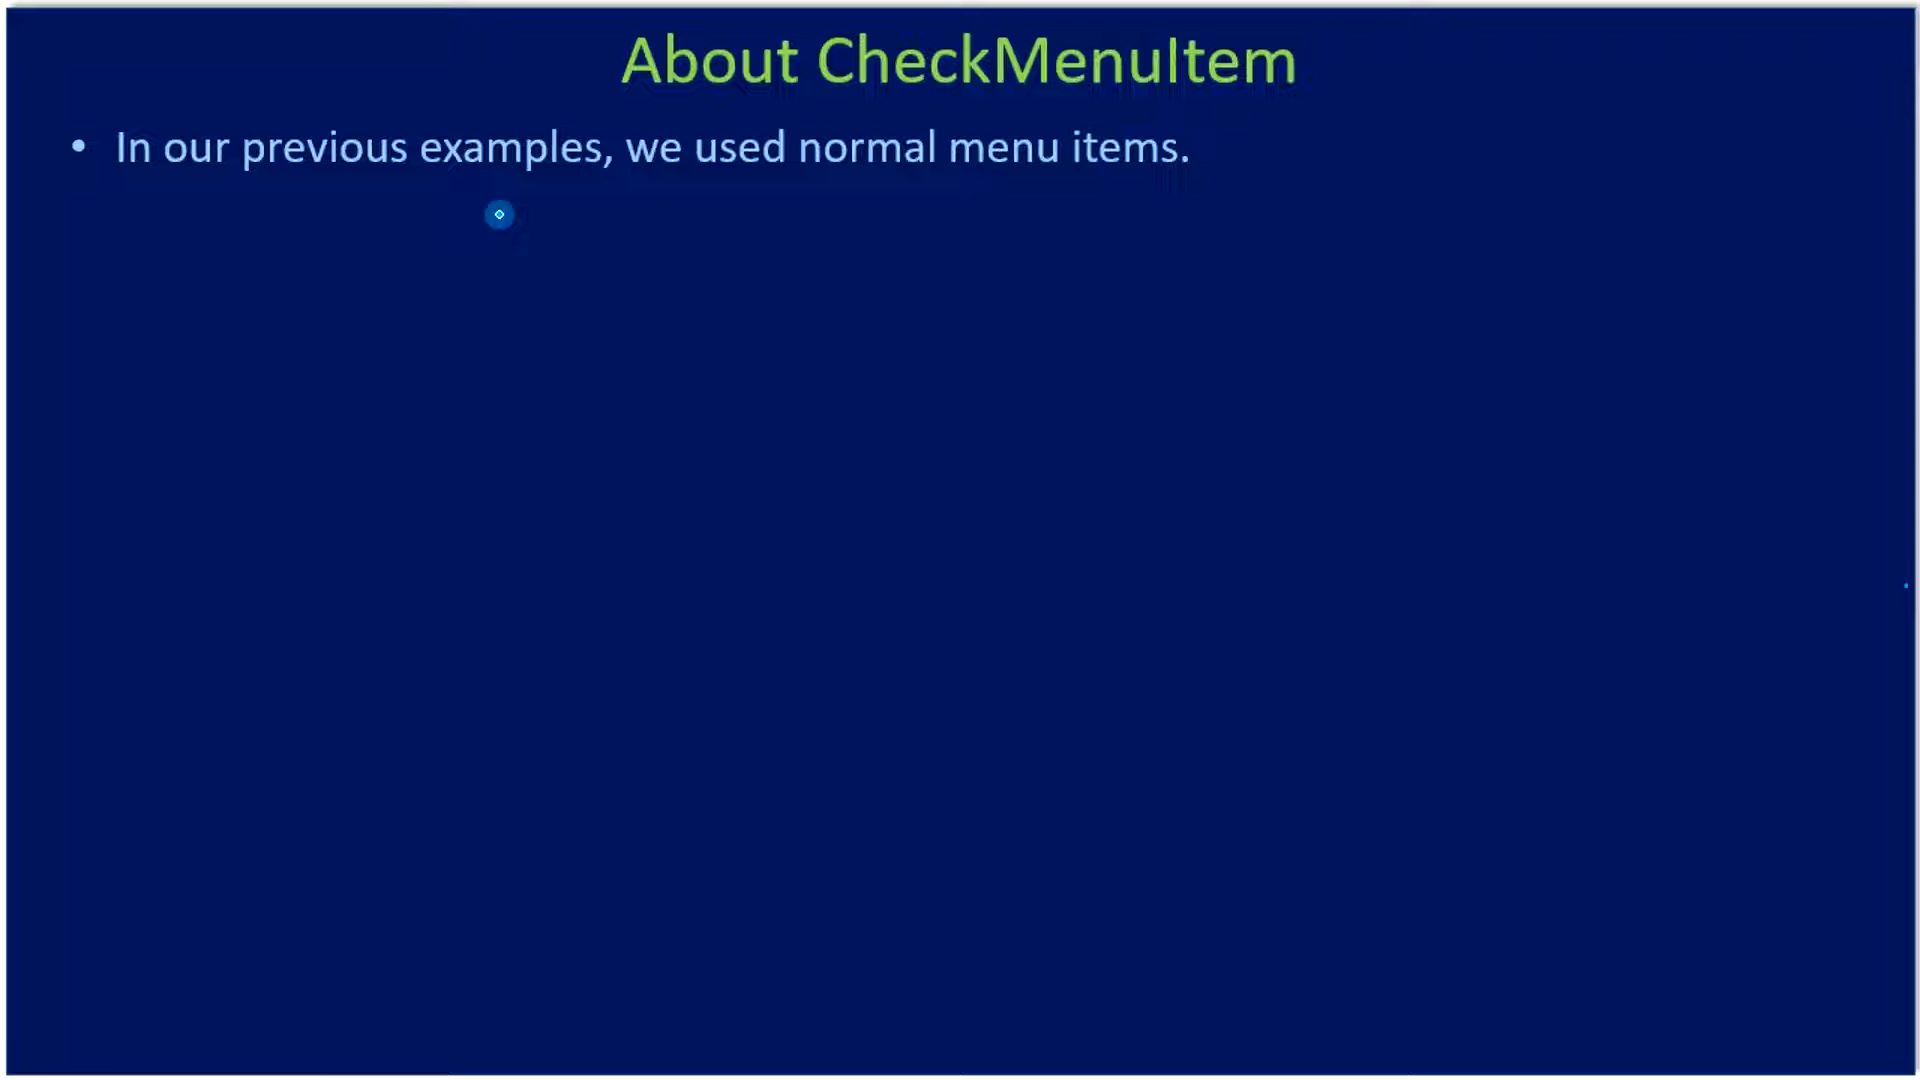 About CheckMenuItem
• In our previous examples, we used normal menu items.